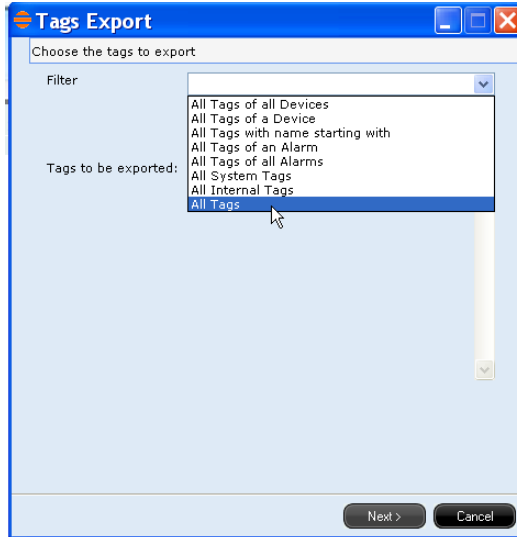 Tags Export
Choose the tags to export
Filter
All Tags of all Devices
All Tags of a Device
All Tags with name starting with
All Tags of an Alarm
All Tags of all Alarms
All System Tags
All Internal Tags
All Tags
Tags to be exported:
Next >
Cancel